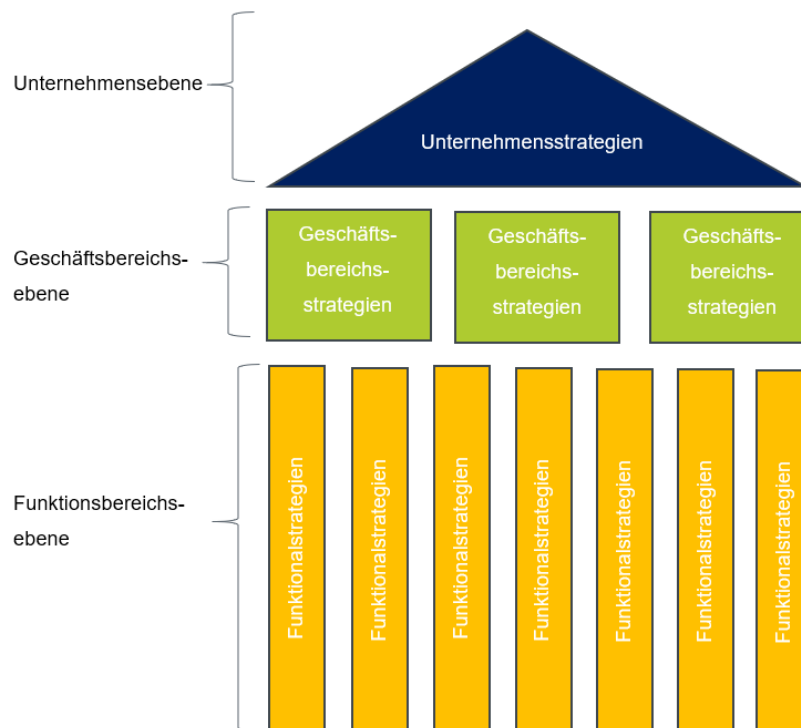 Unternehmensebene
Unternehmensstrategien
Geschäftsbereichs-
ebene
Geschäfts-
bereichs-
strategien
Geschäfts-
bereichs-
strategien
Geschäfts-
bereichs-
strategien
Funktionsbereichs-
ebene
Funktionalstrategien
Funktionalstrategien
Funktionalstrategien
Funktionalstrategien
Funktionalstrategien
Funktionalstrategien
Funktionalstrategien